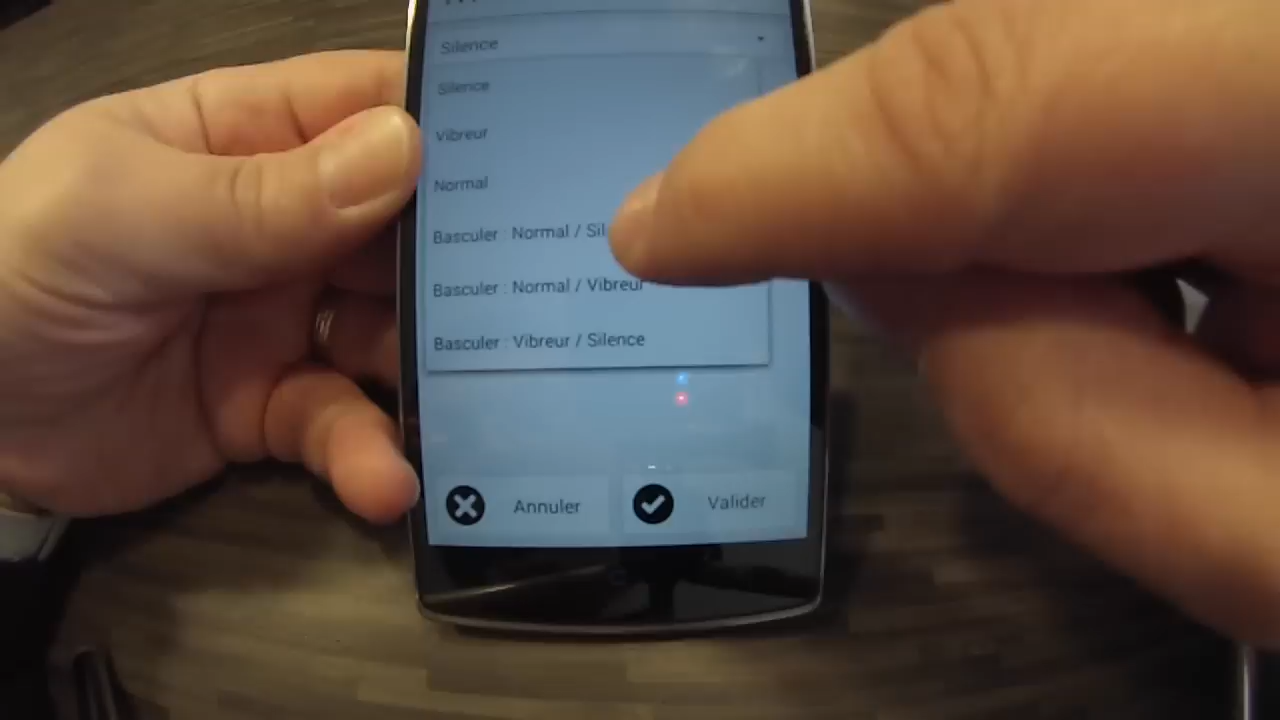 Silence
Silence
Vibreur
Normal
Basculer : Normal / Sil
Basculer : Normal / Vibreur
Basculer : Vibreur / Silence
Annuler
Valider